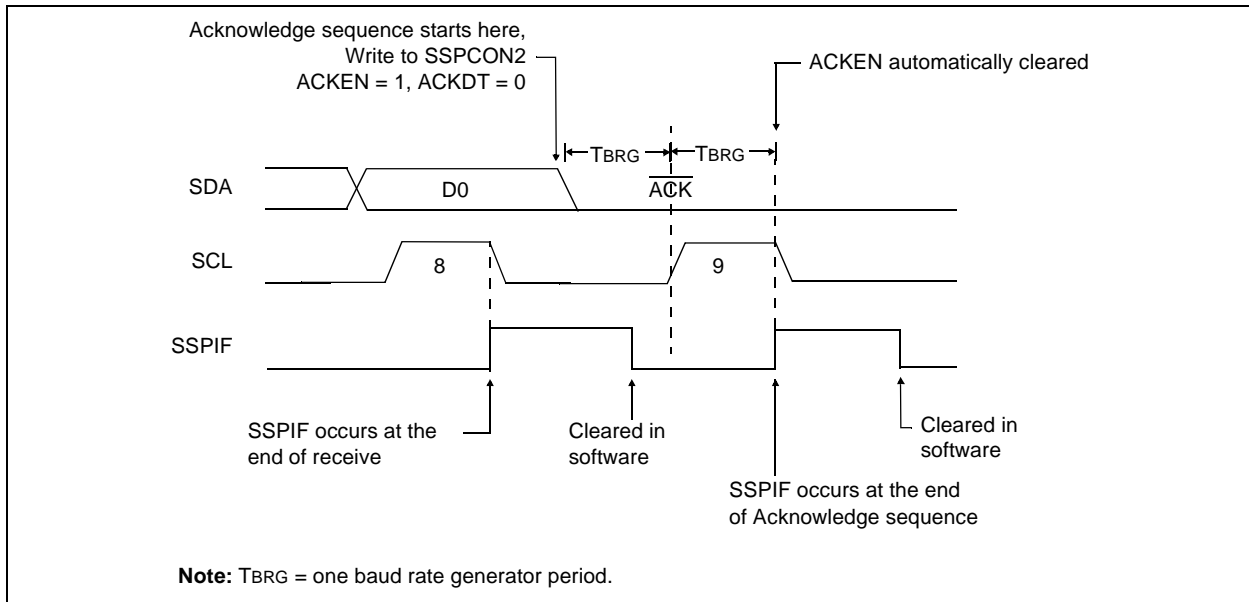 Acknowledge sequence starts here,
Write to SSPCON2
ACKEN = 1, ACKDT = 0
ACKEN automatically cleared
TBRG
TBRG
SDA
D0
ACK
SCL
8
9
SSPIF
SSPIF occurs at the
end of receive
Cleared in
software
SSPIF occurs at the end
of Acknowledge sequence
Cleared in
software
Note: TBRG = one baud rate generator period.